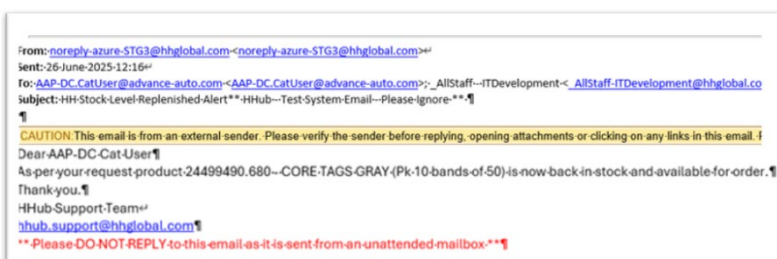 From: noreply-azure-STG3@hhglobal.com <noreply-azure-STG3@hhglobal.com>↵
Sent: 26 June 2025 12:16↵
To: AAP-DC.CatUser@advance-auto.com <AAP-DC.CatUser@advance-auto.com>; _AllStaff - ITDevelopment <_AllStaff-ITDevelopment@hhglobal.co
Subject: HH Stock Level Replenished Alert** HHub - Test System Email - Please Ignore **.¶
¶
CAUTION: This email is from an external sender. Please verify the sender before replying, opening attachments or clicking on any links in this email.
Dear AAP-DC-Cat User¶
As per your request product 24499490.680 - CORE TAGS GRAY (Pk 10 bands of 50) is now back in stock and available for order.¶
Thank you.¶
HHub Support Team↵
hhub.support@hhglobal.com¶
** Please DO NOT REPLY to this email as it is sent from an unattended mailbox **¶